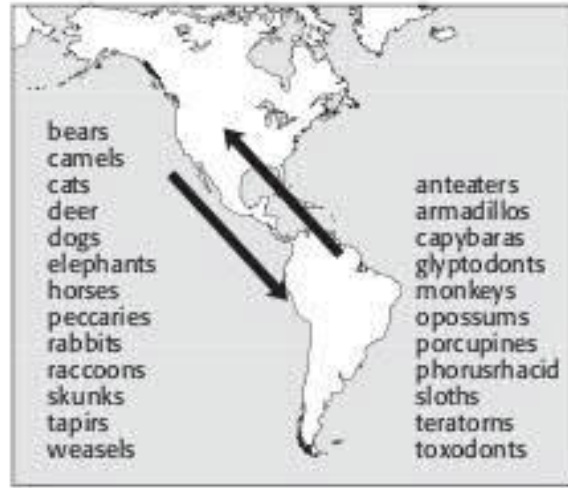 bears
camels
cats
deer
dogs
elephants
horses
peccaries
rabbits
raccoons
skunks
tapirs
weasels
anteaters
armadillos
capybaras
glyptodonts
monkeys
opossums
porcupines
phorusrhacid
sloths
teratorns
toxodonts